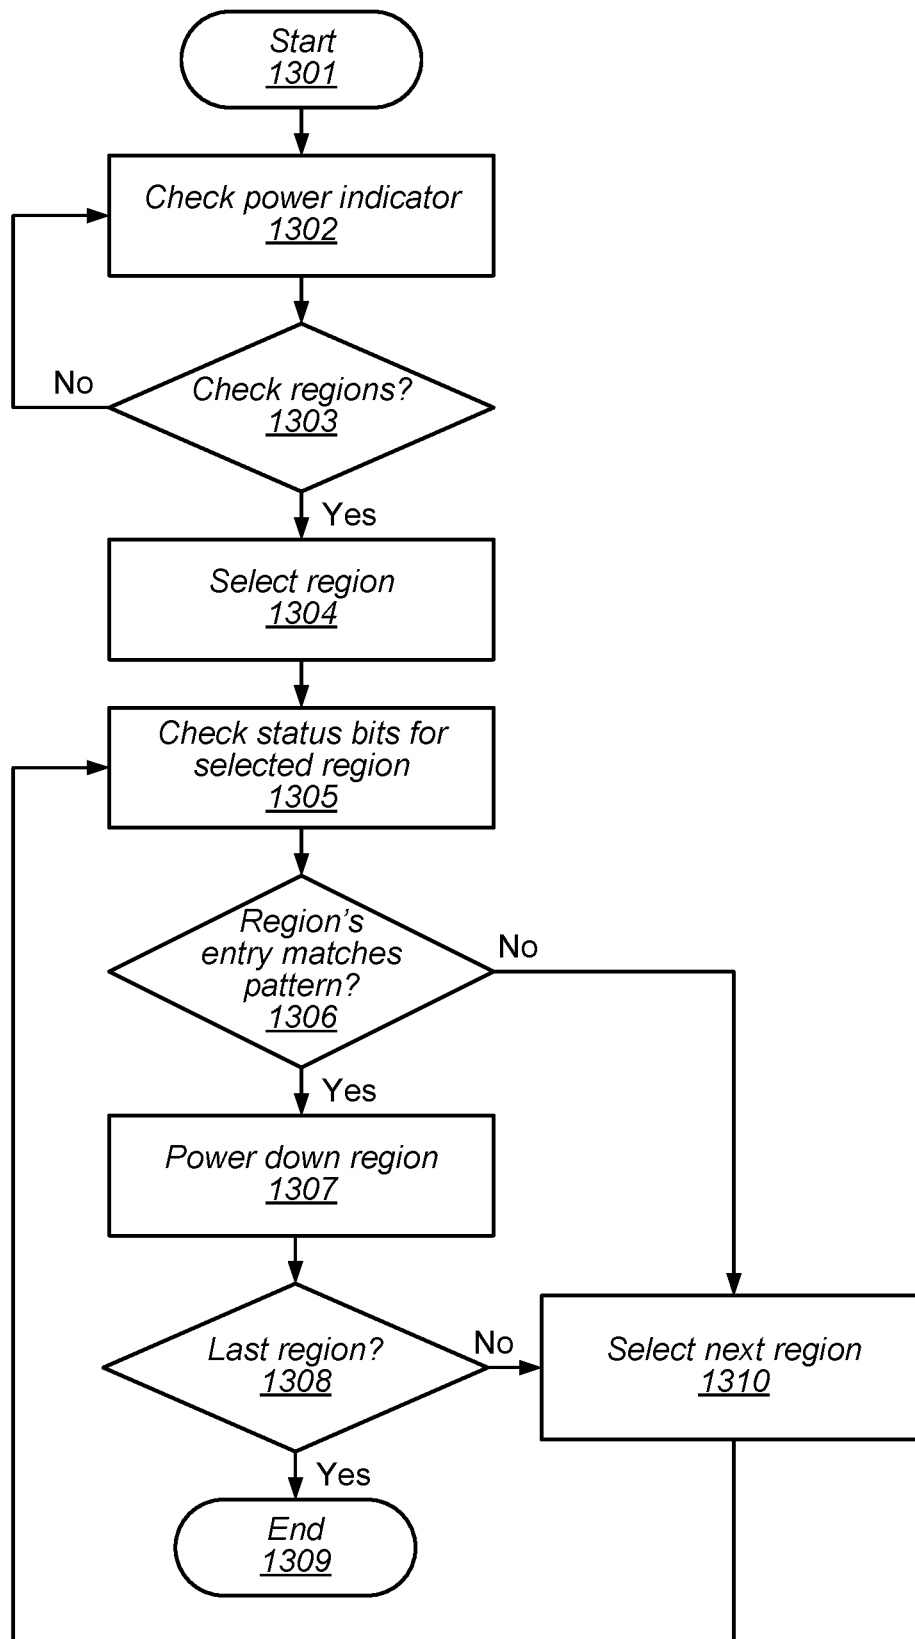 Start
1301
Check power indicator
1302
Check regions?
1303
No
Yes
Select region
1304
Check status bits for
selected region
1305
Region's
entry matches
pattern?
1306
No
Yes
Power down region
1307
Last region?
1308
No
Select next region
1310
Yes
End
1309